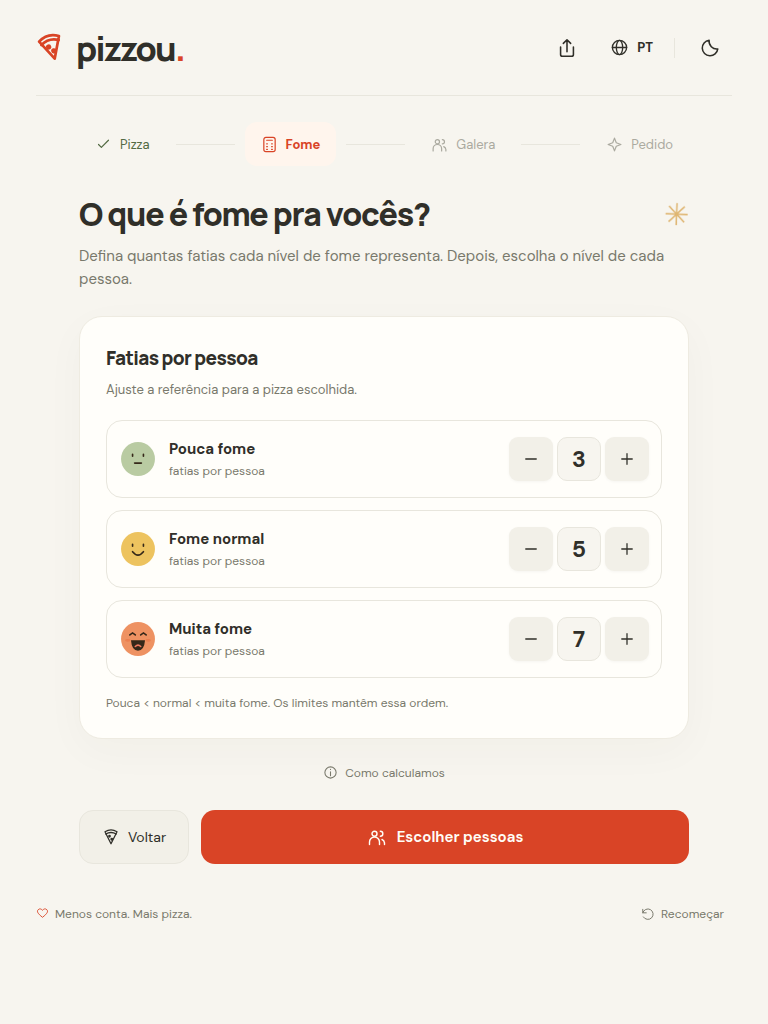 pizzou.
PT
Pizza
Fome
Galera
Pedido
O que é fome pra vocês?
Defina quantas fatias cada nível de fome representa. Depois, escolha o nível de cada
pessoa.
Fatias por pessoa
Ajuste a referência para a pizza escolhida.
Pouca fome
fatias por pessoa
− 3 +
Fome normal
fatias por pessoa
− 5 +
Muita fome
fatias por pessoa
− 7 +
Pouca < normal < muita fome. Os limites mantêm essa ordem.
Como calculamos
Voltar
Escolher pessoas
Menos conta. Mais pizza.
Recomeçar